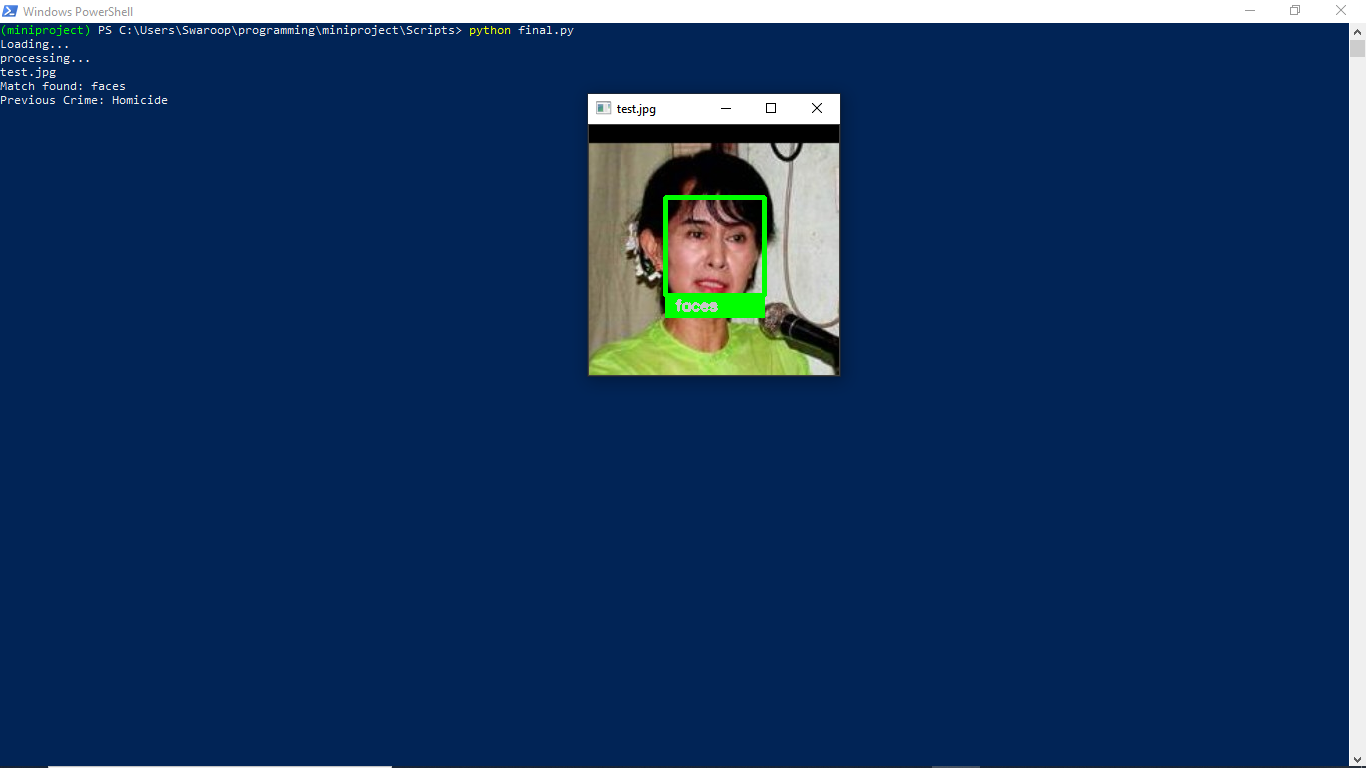 Windows PowerShell
(miniproject) PS C:\Users\Swaroop\programming\miniproject\Scripts> python final.py
Loading...
processing...
test.jpg
Match found: faces
Previous Crime: Homicide
test.jpg
faces